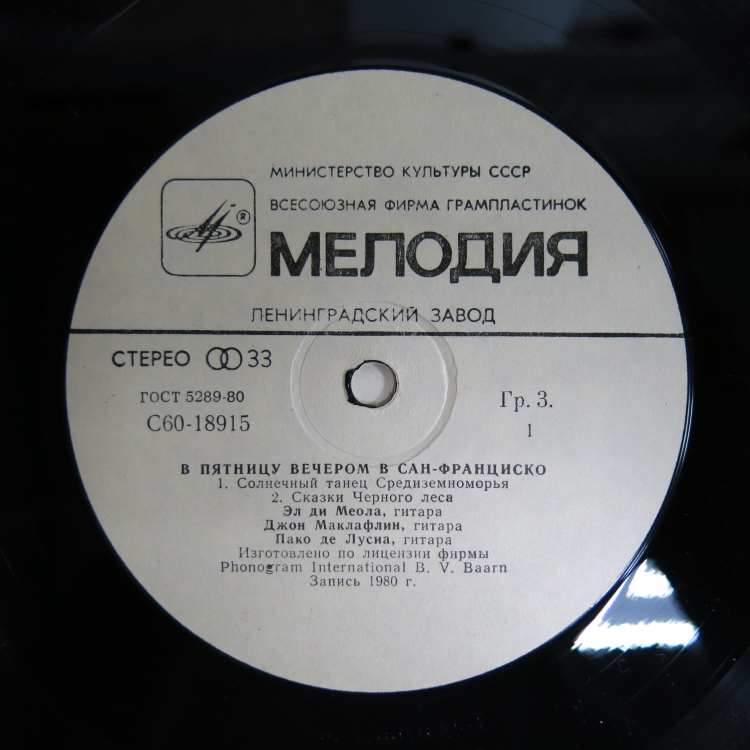 МИНИСТЕРСТВО КУЛЬТУРЫ СССР
ВСЕСОЮЗНАЯ ФИРМА ГРАМПЛАСТИНОК
®
МЕЛОДИЯ
ЛЕНИНГРАДСКИЙ ЗАВОД
СТЕРЕО 33
ГОСТ 5289-80
С60-18915
Гр. 3.
1
В ПЯТНИЦУ ВЕЧЕРОМ В САН-ФРАНЦИСКО
1. Солнечный танец Средиземноморья
2. Сказки Черного леса
Эл ди Меола, гитара
Джон Маклафлин, гитара
Пако де Лусиа, гитара
Изготовлено по лицензии фирмы
Phonogram International B. V. Baarn
Запись 1980 г.